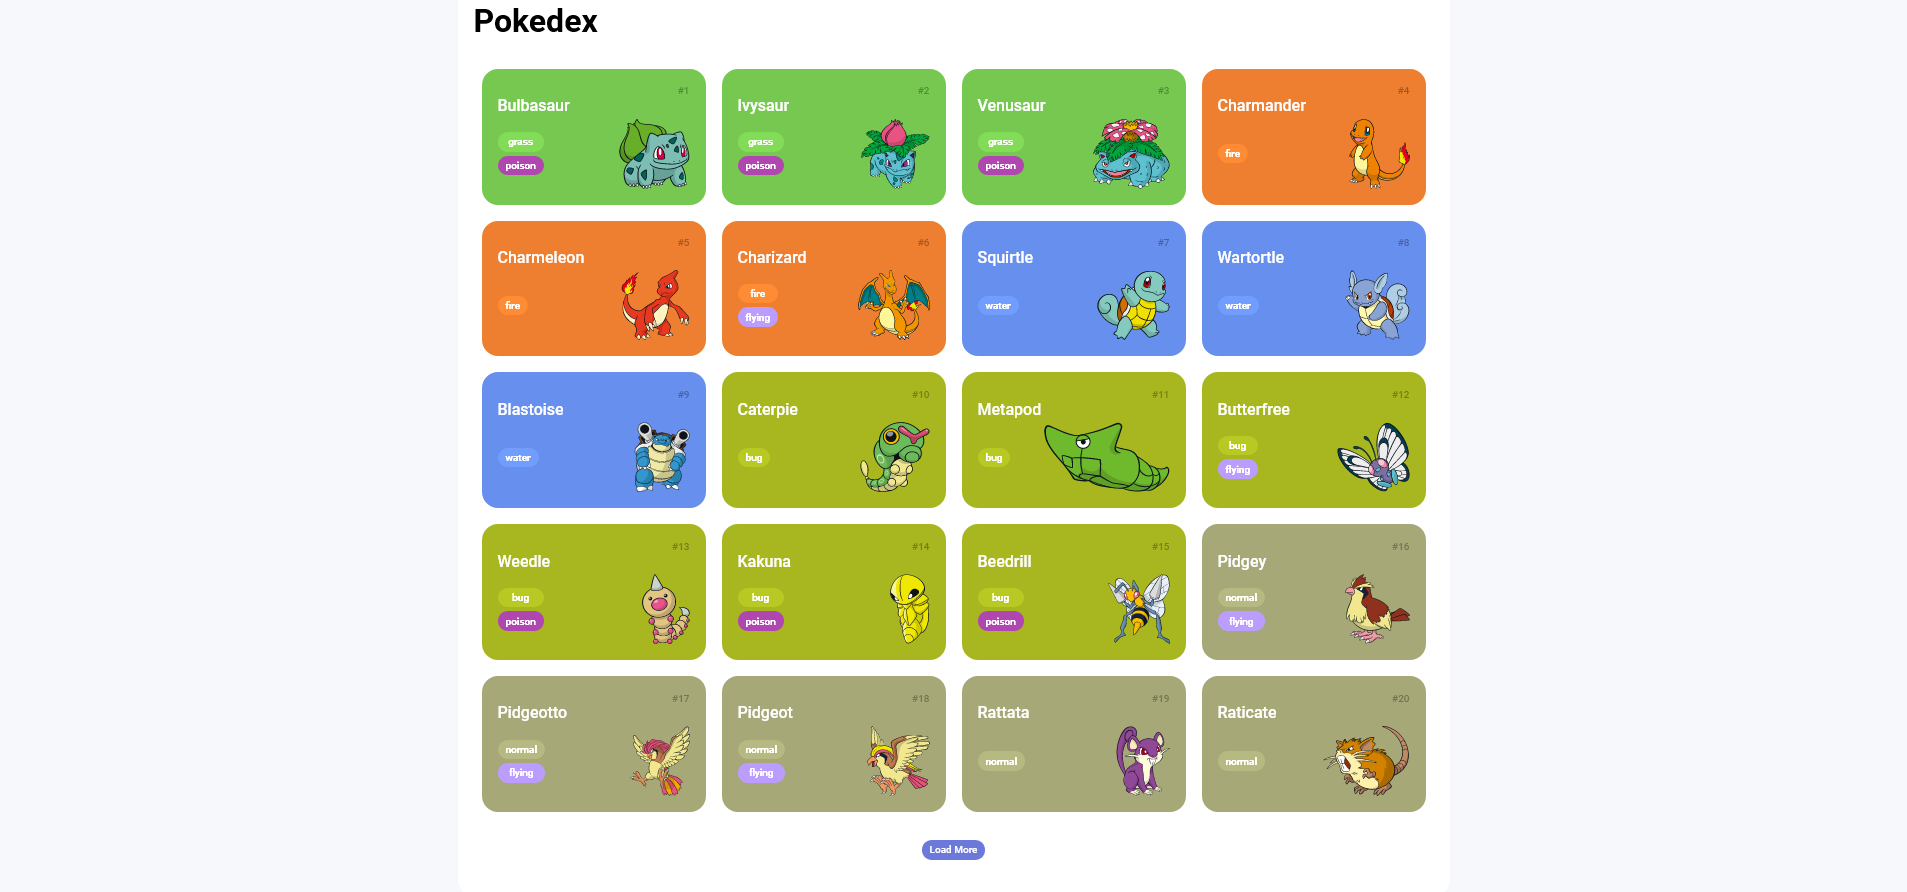 Pokedex
#1
Bulbasaur
grass
poison
#2
Ivysaur
grass
poison
#3
Venusaur
grass
poison
#4
Charmander
fire
#5
Charmeleon
fire
#6
Charizard
fire
flying
#7
Squirtle
water
#8
Wartortle
water
#9
Blastoise
water
#10
Caterpie
bug
#11
Metapod
bug
#12
Butterfree
bug
flying
#13
Weedle
bug
poison
#14
Kakuna
bug
poison
#15
Beedrill
bug
poison
#16
Pidgey
normal
flying
#17
Pidgeotto
normal
flying
#18
Pidgeot
normal
flying
#19
Rattata
normal
#20
Raticate
normal
Load More